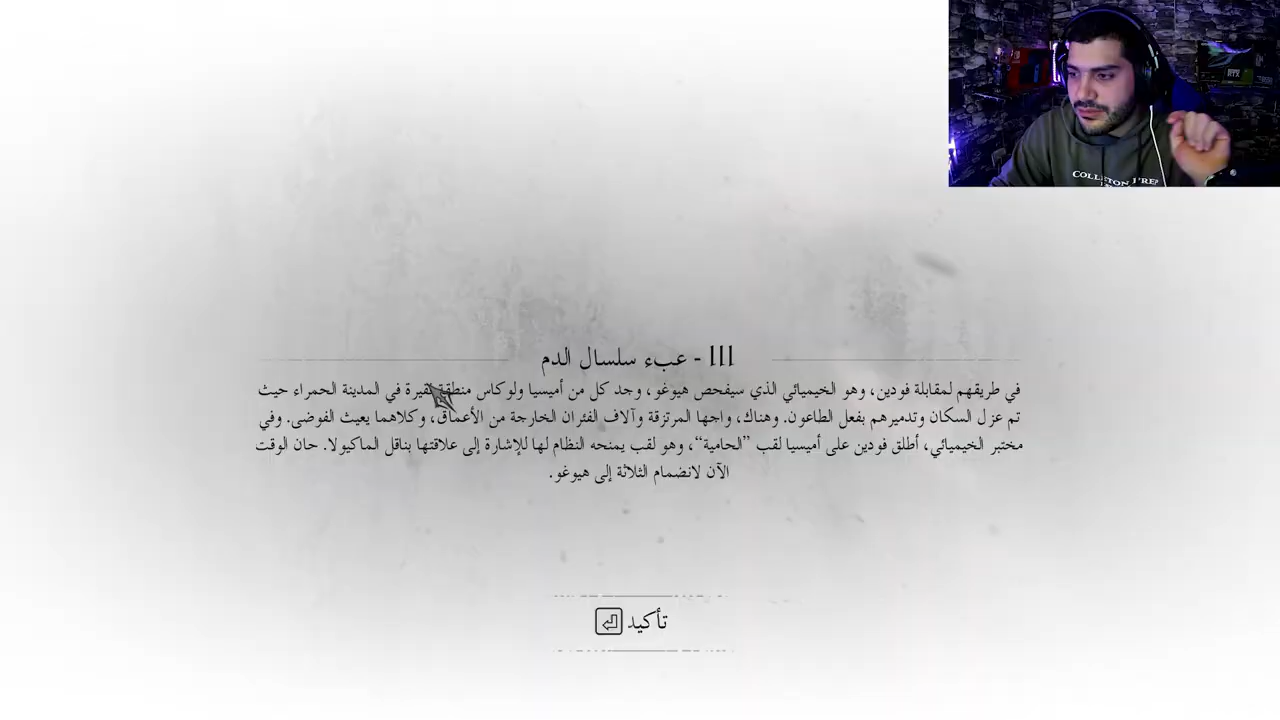 III - عبء سلسال الدم
في طريقهم لمقابلة فودين، وهو الخيميائي الذي سيفحص هيوغو، وجد كل من أميسيا ولوكاس منطقة فقيرة في المدينة الحمراء حيث
تم عزل السكان وتدميرهم بفعل الطاعون. وهناك، واجها المرتزقة وآلاف الفئران الخارجة من الأعماق، وكلاهما يعيث الفوضى. وفي
مختبر الخيميائي، أطلق فودين على أميسيا لقب ”الحامية“، وهو لقب يمنحه النظام لها للإشارة إلى علاقتها بناقل الماكيولا. حان الوقت
الآن لانضمام الثلاثة إلى هيوغو.
تأكيد